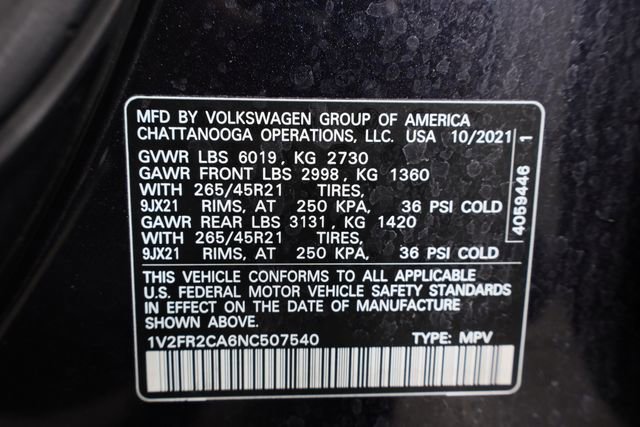 MFD BY VOLKSWAGEN GROUP OF AMERICA
CHATTANOOGA OPERATIONS, LLC. USA 10/2021
GVWR LBS 6019, KG 2730
GAWR FRONT LBS 2998, KG 1360
WITH 265/45R21 TIRES,
9JX21 RIMS, AT 250 KPA, 36 PSI COLD
GAWR REAR LBS 3131, KG 1420
WITH 265/45R21 TIRES,
9JX21 RIMS, AT 250 KPA, 36 PSI COLD
THIS VEHICLE CONFORMS TO ALL APPLICABLE
U.S. FEDERAL MOTOR VEHICLE SAFETY STANDARDS
IN EFFECT ON THE DATE OF MANUFACTURE
SHOWN ABOVE.
1V2FR2CA6NC507540 TYPE: MPV
4059446 1